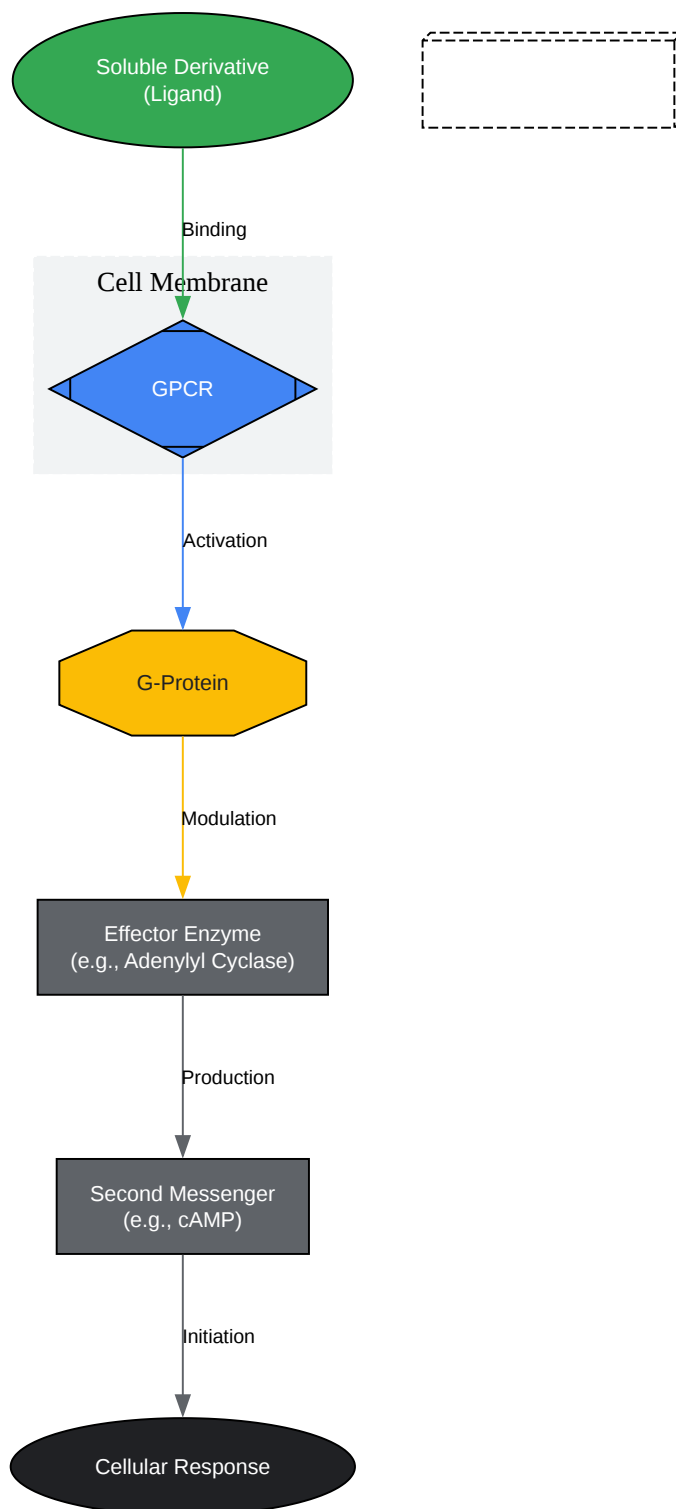 Soluble Derivative
(Ligand)
Binding
Cell Membrane
GPCR
Activation
G-Protein
Modulation
Effector Enzyme
(e.g., Adenylyl Cyclase)
Production
Second Messenger
(e.g., cAMP)
Initiation
Cellular Response